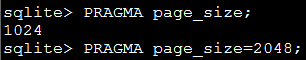 sqlite> PRAGMA page_size;
1024
sqlite> PRAGMA page_size=2048;